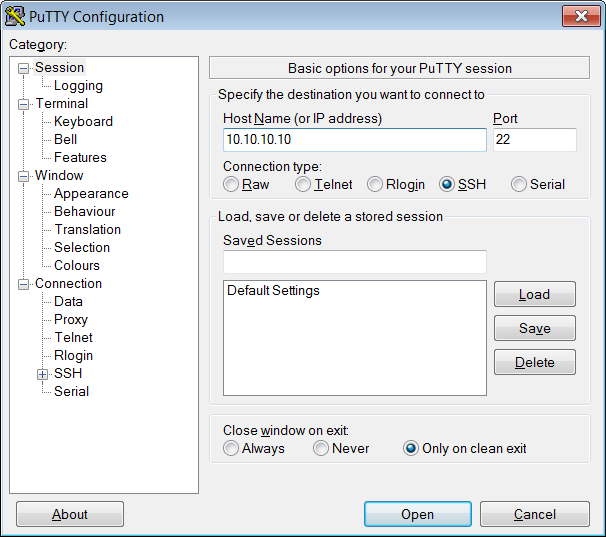 PuTTY Configuration
Category:
Session
Logging
Terminal
Keyboard
Bell
Features
Window
Appearance
Behaviour
Translation
Selection
Colours
Connection
Data
Proxy
Telnet
Rlogin
SSH
Serial
Basic options for your PuTTY session
Specify the destination you want to connect to
Host Name (or IP address) Port
10.10.10.10 22
Connection type:
Raw Telnet Rlogin SSH Serial
Load, save or delete a stored session
Saved Sessions
Default Settings
Load
Save
Delete
Close window on exit:
Always Never Only on clean exit
About Open Cancel